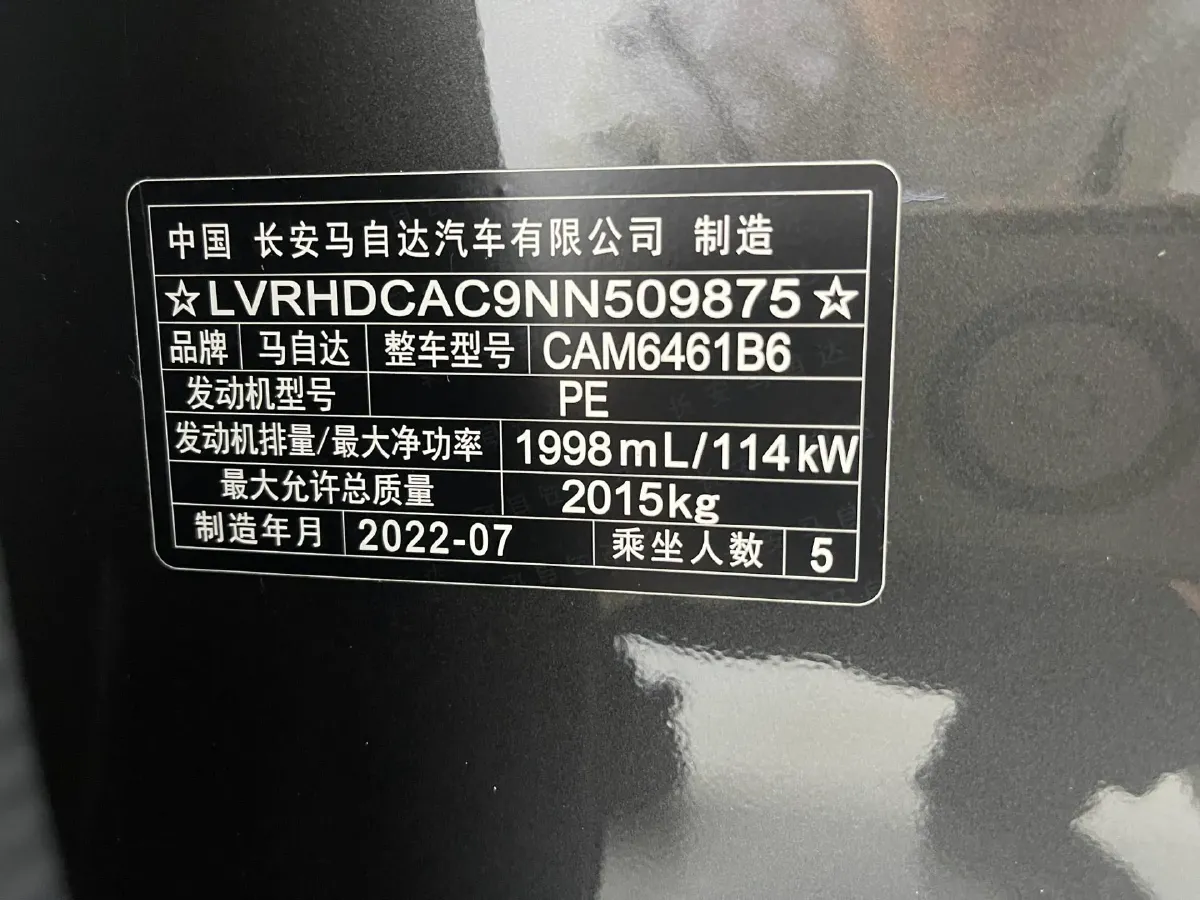 中国 长安马自达汽车有限公司 制造
☆LVRHDCAC9NN509875☆
品牌 马自达 整车型号 CAM6461B6
发动机型号 PE
发动机排量/最大净功率 1998mL/114kW
最大允许总质量 2015kg
制造年月 2022-07 乘坐人数 5